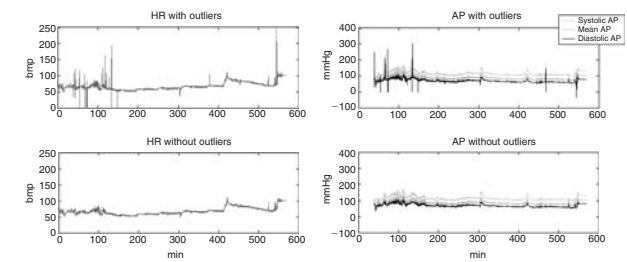 HR with outliers
250
200
150
100
50
0
bmp
0 100 200 300 400 500 600
AP with outliers
Systolic AP
Mean AP
Diastolic AP
400
300
200
100
0
−100
mmHg
0 100 200 300 400 500 600
HR without outliers
250
200
150
100
50
0
bmp
0 100 200 300 400 500 600
min
AP without outliers
400
300
200
100
0
−100
mmHg
0 100 200 300 400 500 600
min